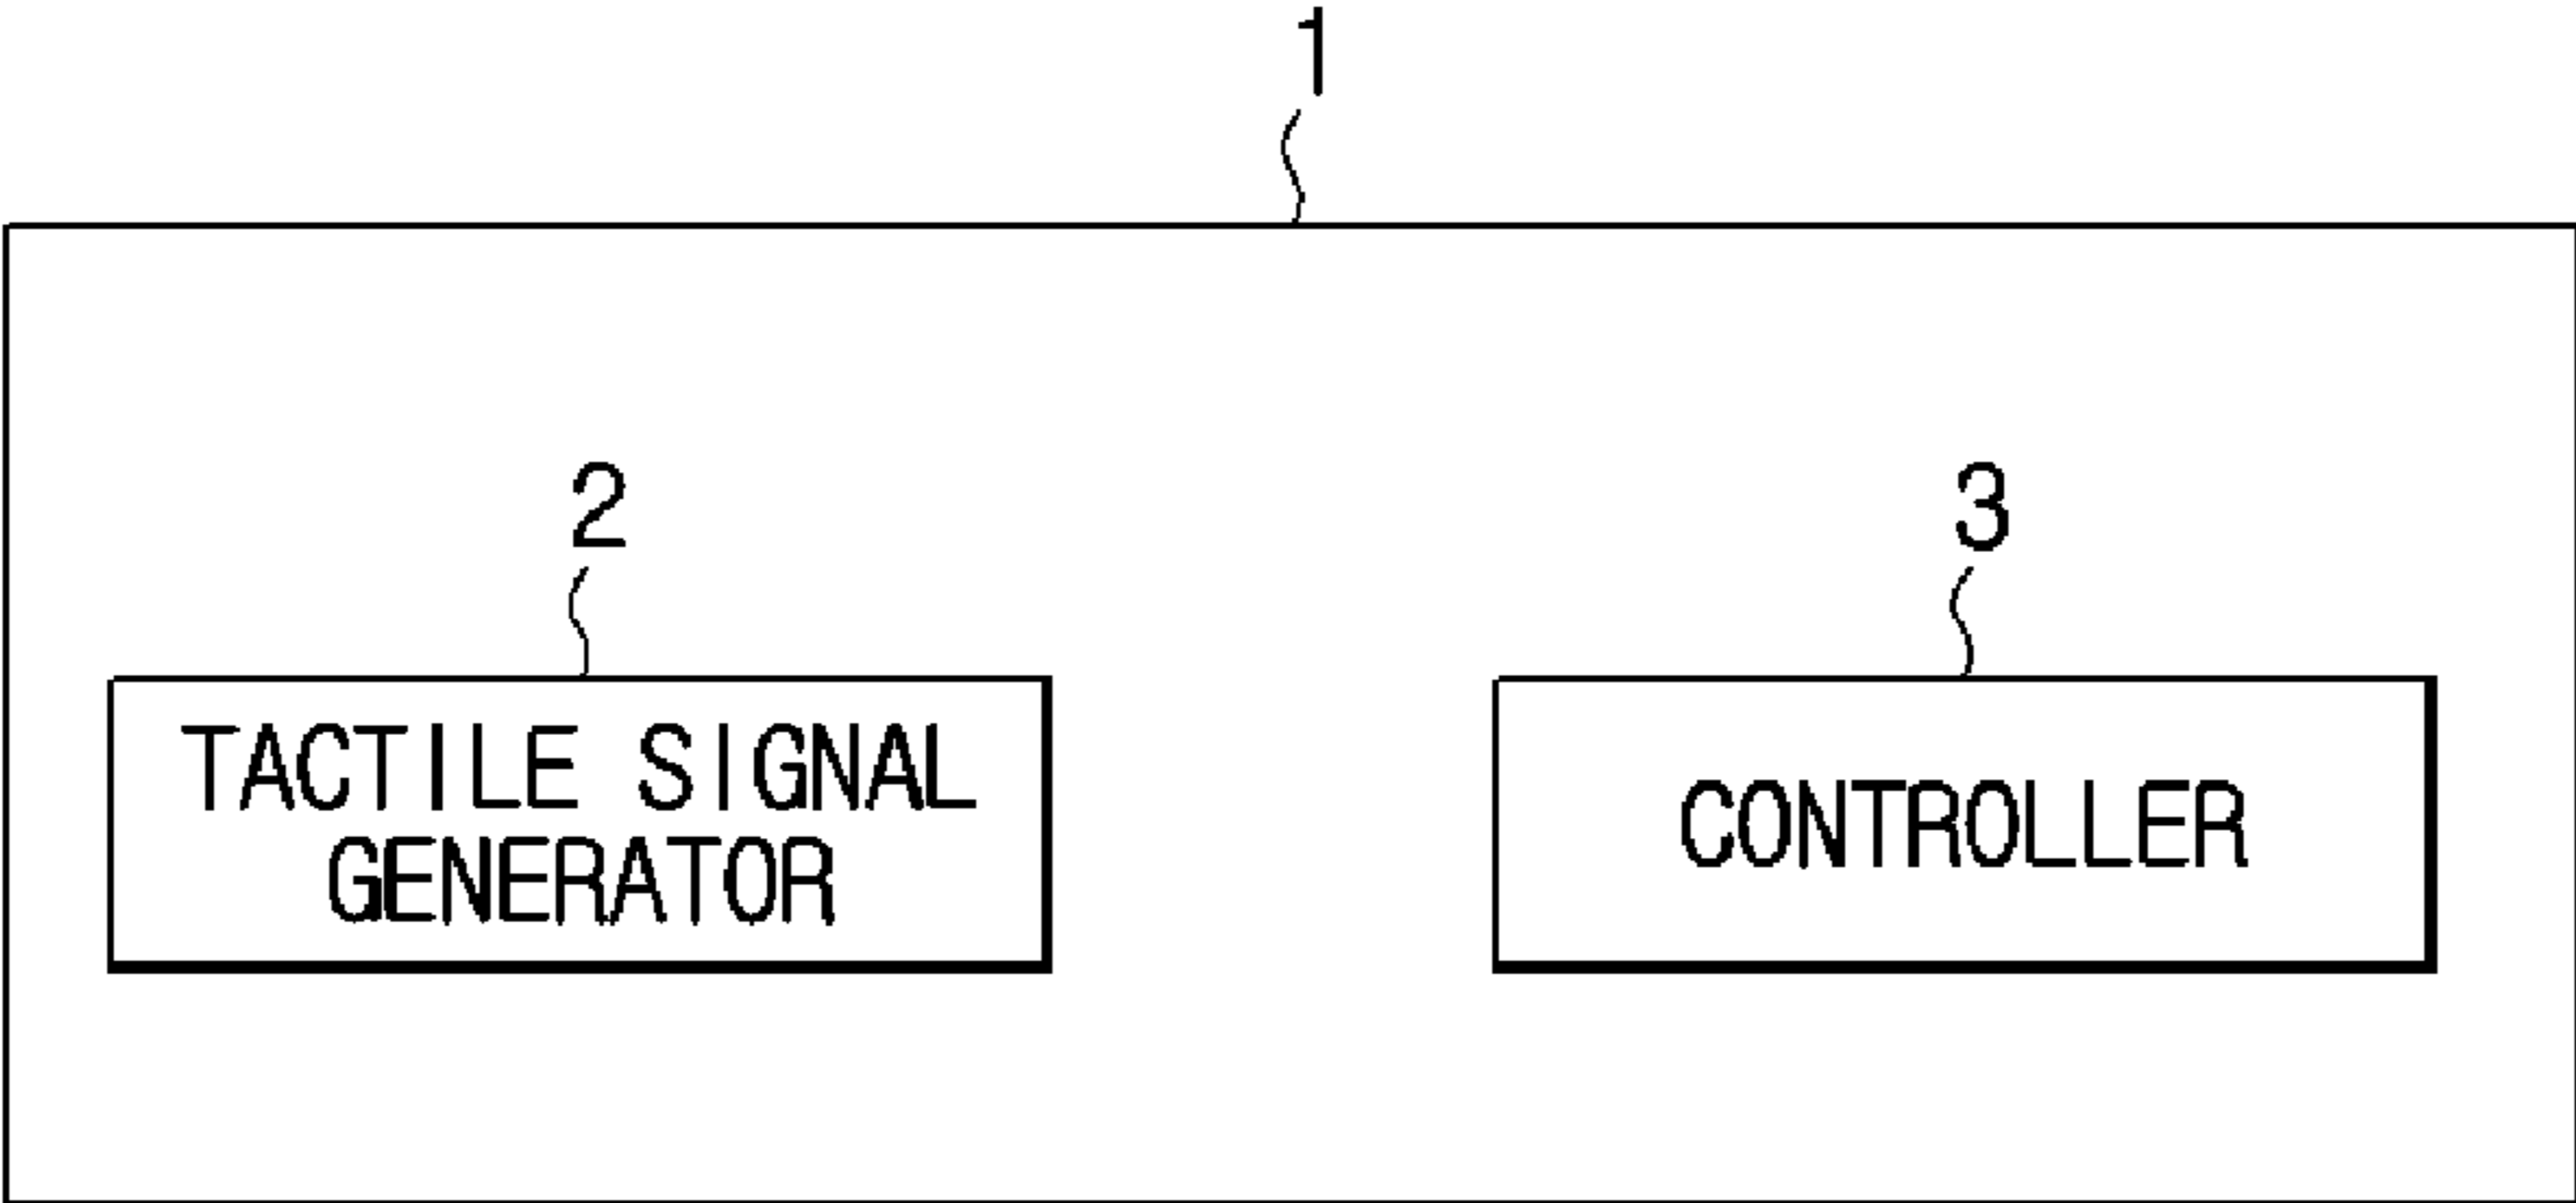 1
2
3
TACTILE SIGNAL
GENERATOR
CONTROLLER